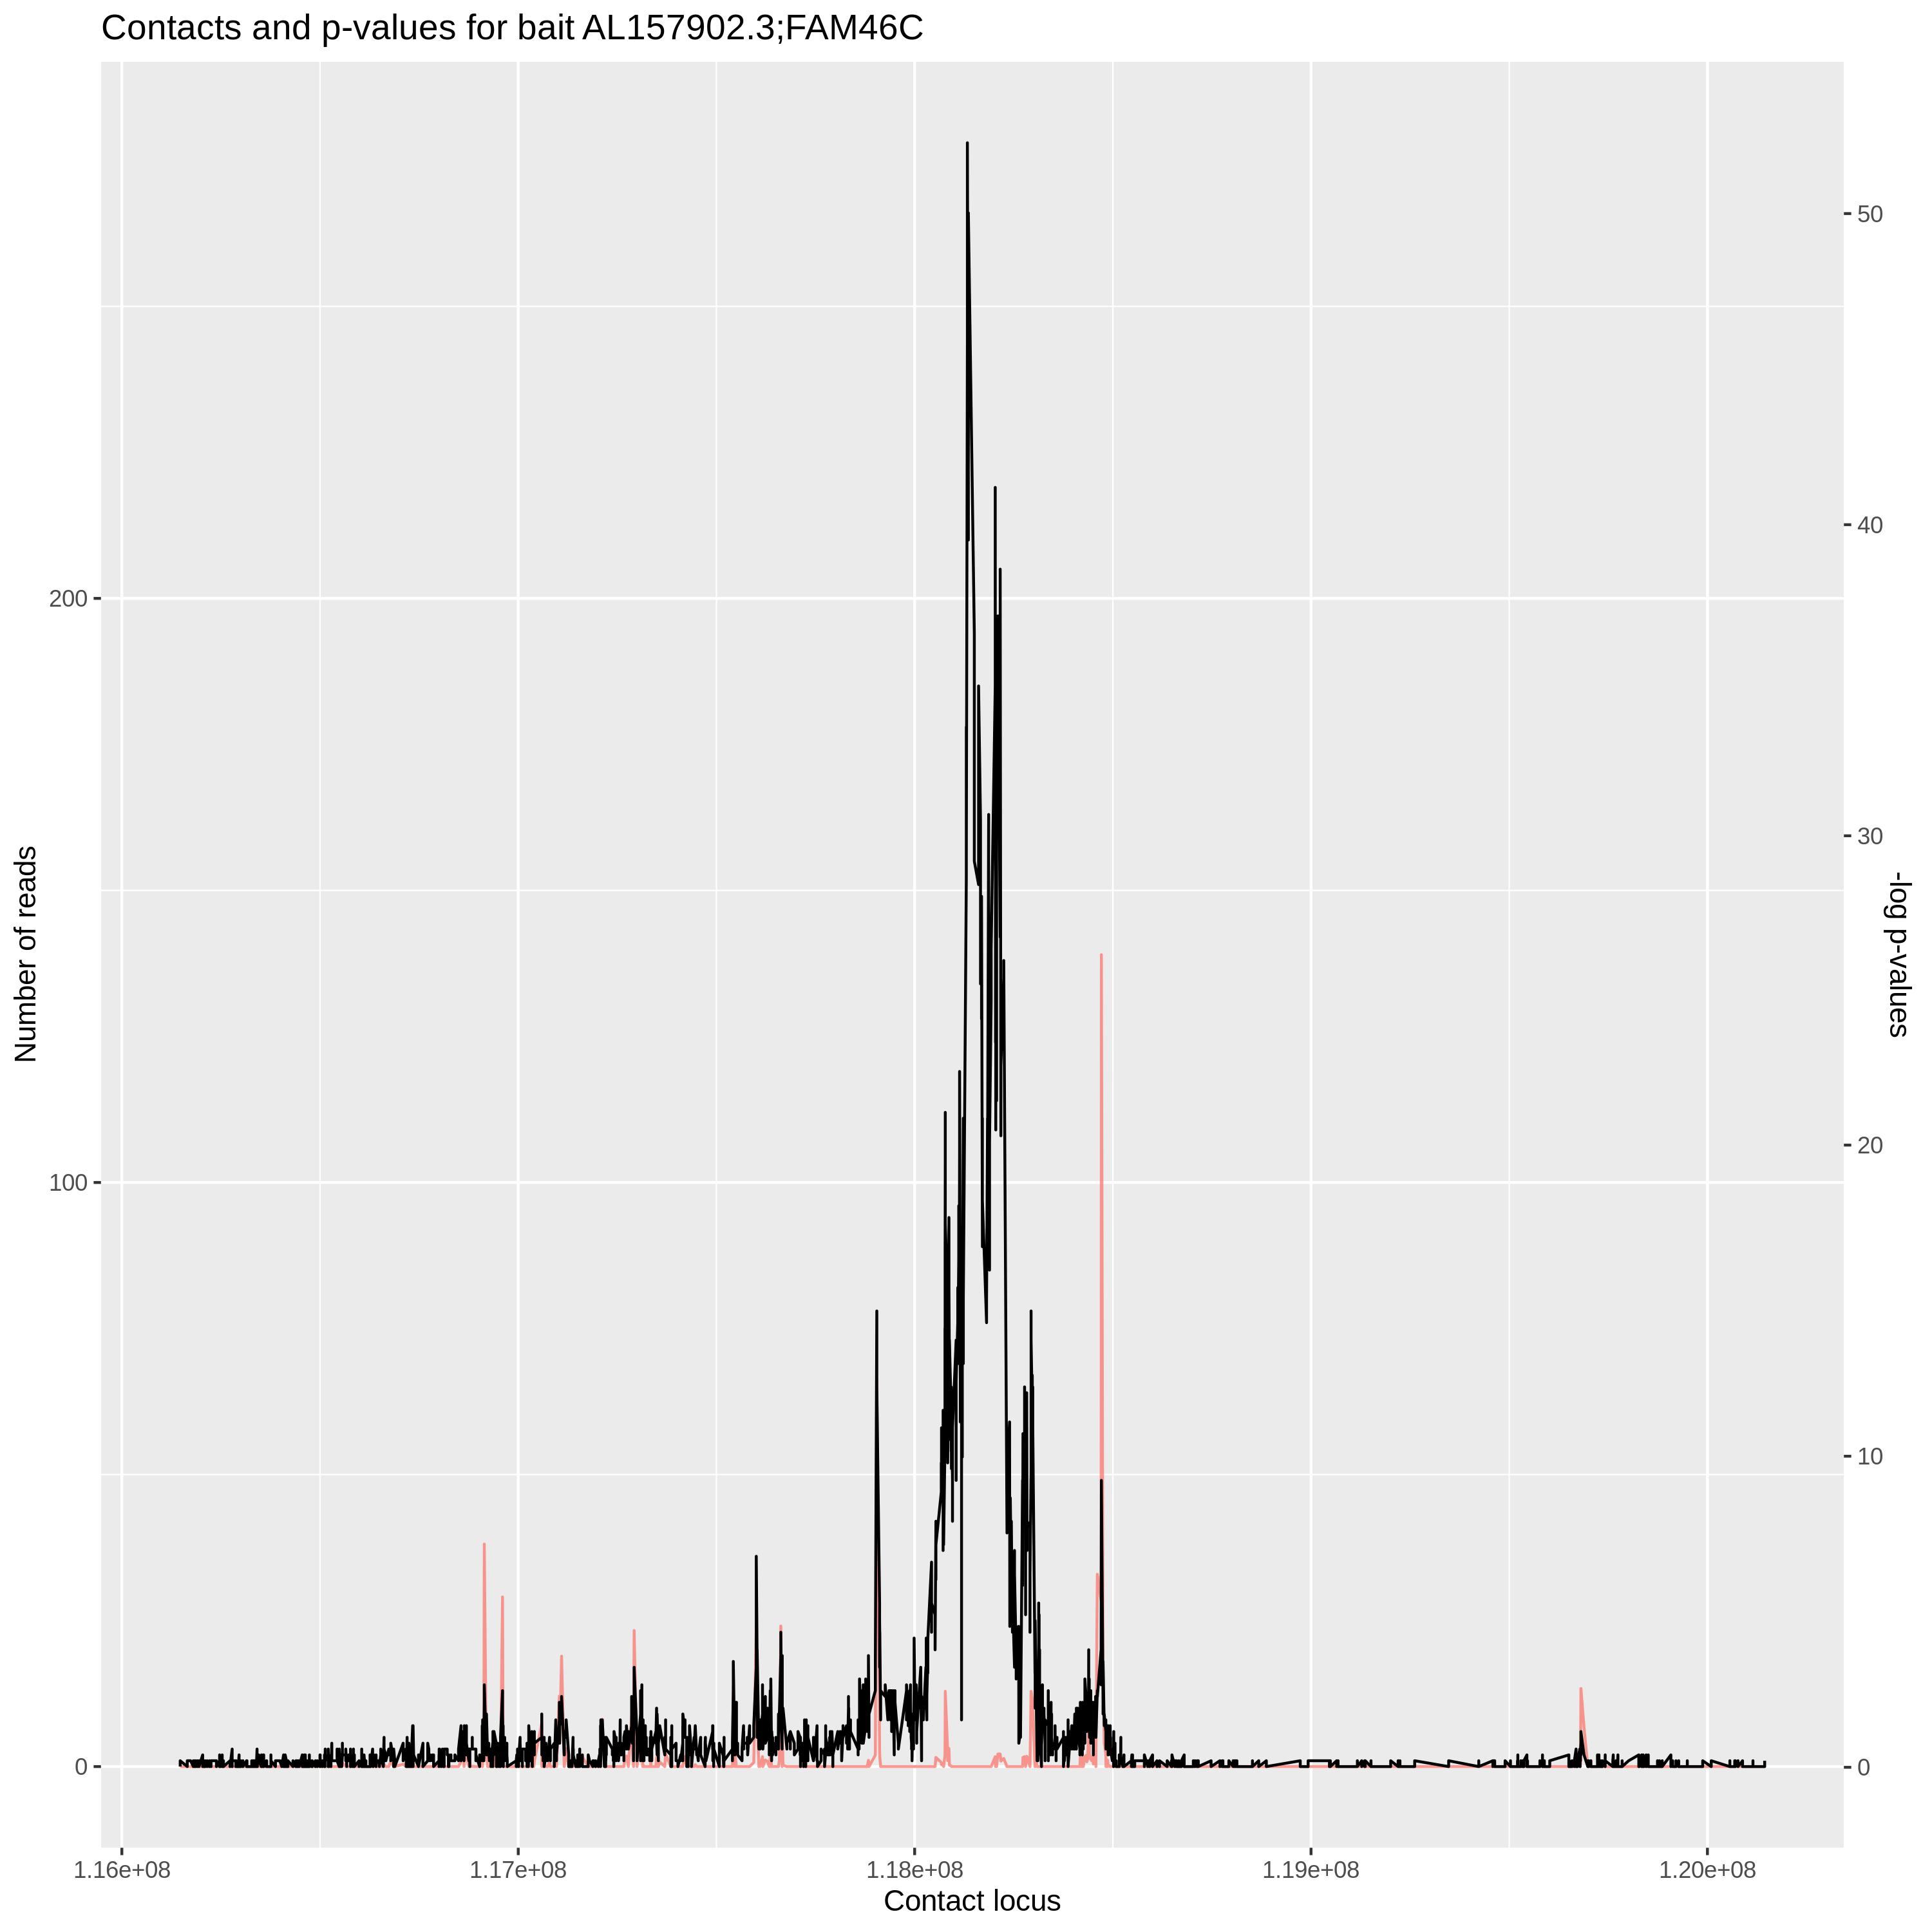 Contacts and p-values for bait AL157902.3;FAM46C
Number of reads
200
100
0
50
40
30
20
10
0
-log p-values
1.16e+08 1.17e+08 1.18e+08 1.19e+08 1.20e+08
Contact locus